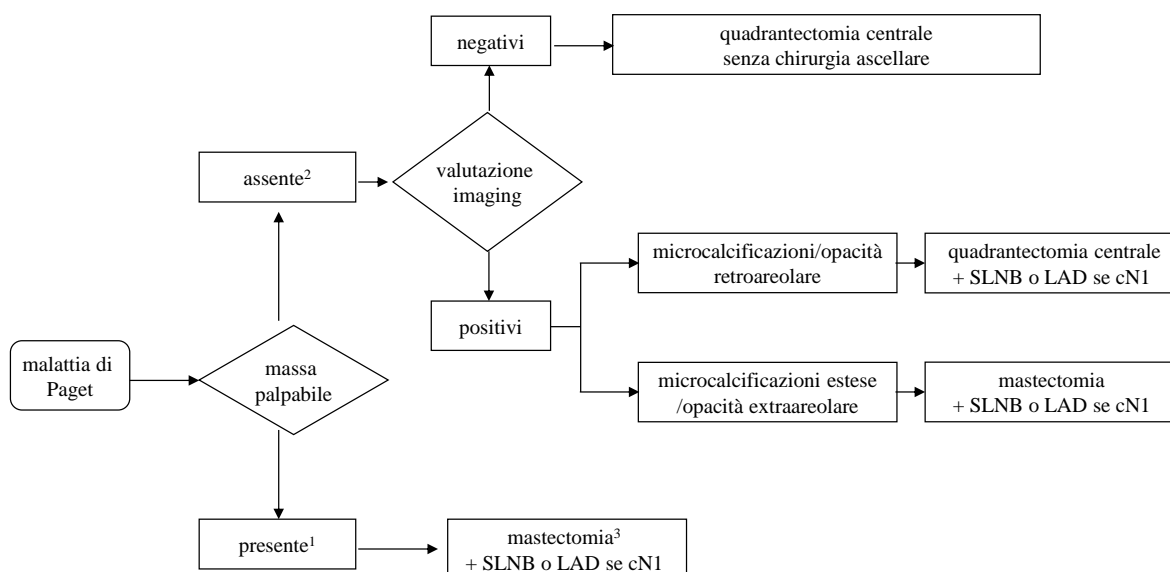 negativi
quadrantectomia centrale
senza chirurgia ascellare
assente²
valutazione
imaging
microcalcificazioni/opacità
retroareolare
quadrantectomia centrale
+ SLNB o LAD se cN1
positivi
malattia di
Paget
massa
palpabile
microcalcificazioni estese
/opacità extraareolare
mastectomia
+ SLNB o LAD se cN1
presente¹
mastectomia³
+ SLNB o LAD se cN1